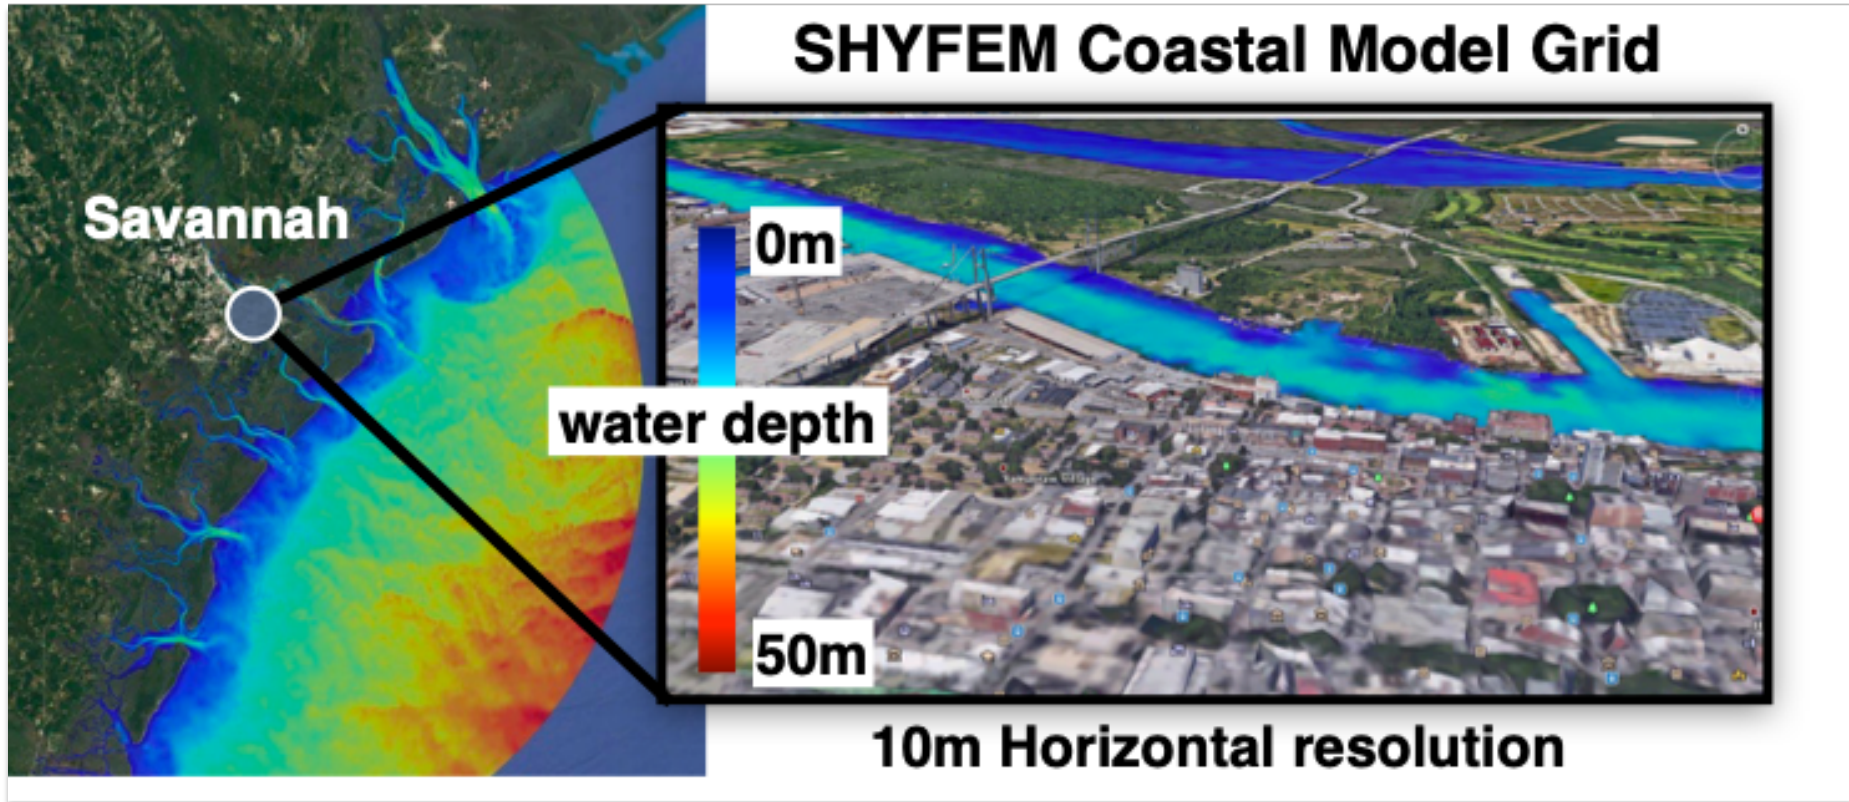 SHYFEM Coastal Model Grid
Savannah
0m
water depth
50m
10m Horizontal resolution